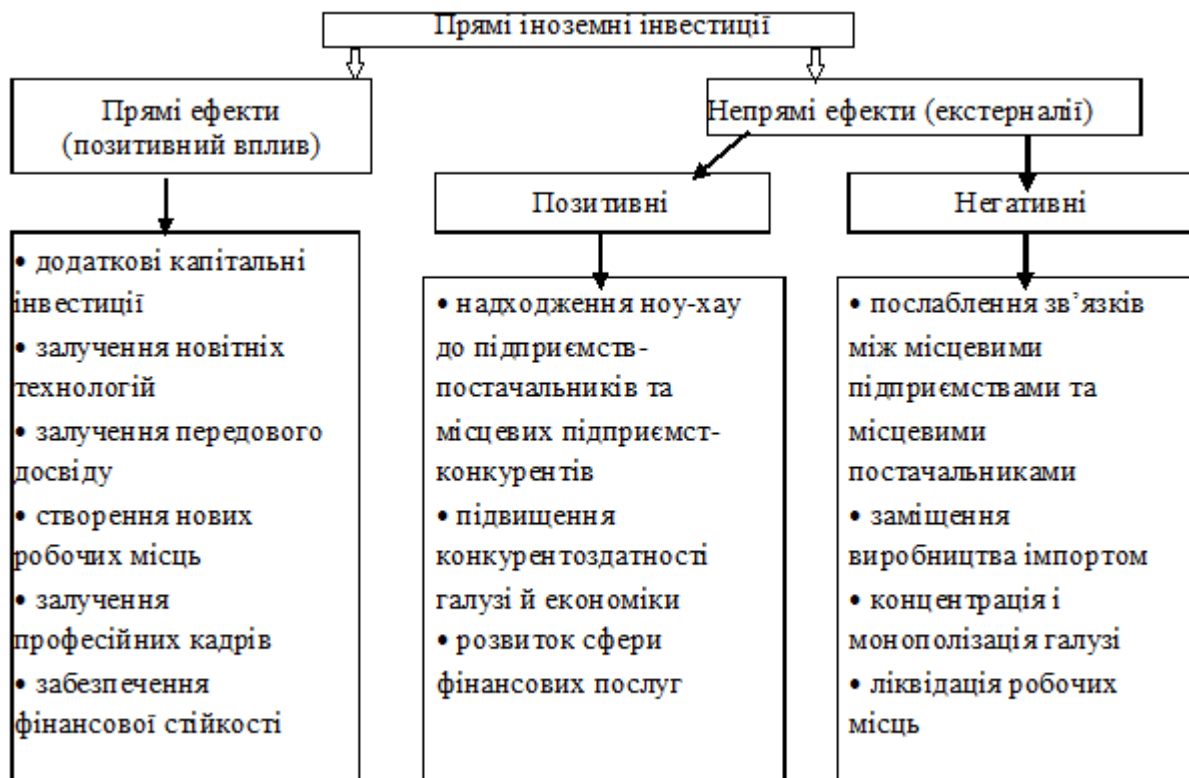 Прямі іноземні інвестиції
Прямі ефекти
(позитивний вплив)
Непрямі ефекти (екстерналії)
Позитивні
Негативні
• додаткові капітальні
інвестиції
• залучення новітніх
технологій
• залучення передового
досвіду
• створення нових
робочих місць
• залучення
професійних кадрів
• забезпечення
фінансової стійкості
• надходження ноу-хау
до підприємств-
постачальників та
місцевих підприємст-
конкурентів
• підвищення
конкурентоздатності
галузі й економіки
• розвиток сфери
фінансових послуг
• послаблення зв’язків
між місцевими
підприємствами та
місцевими
постачальниками
• заміщення
виробництва імпортом
• концентрація і
монополізація галузі
• ліквідація робочих
місць